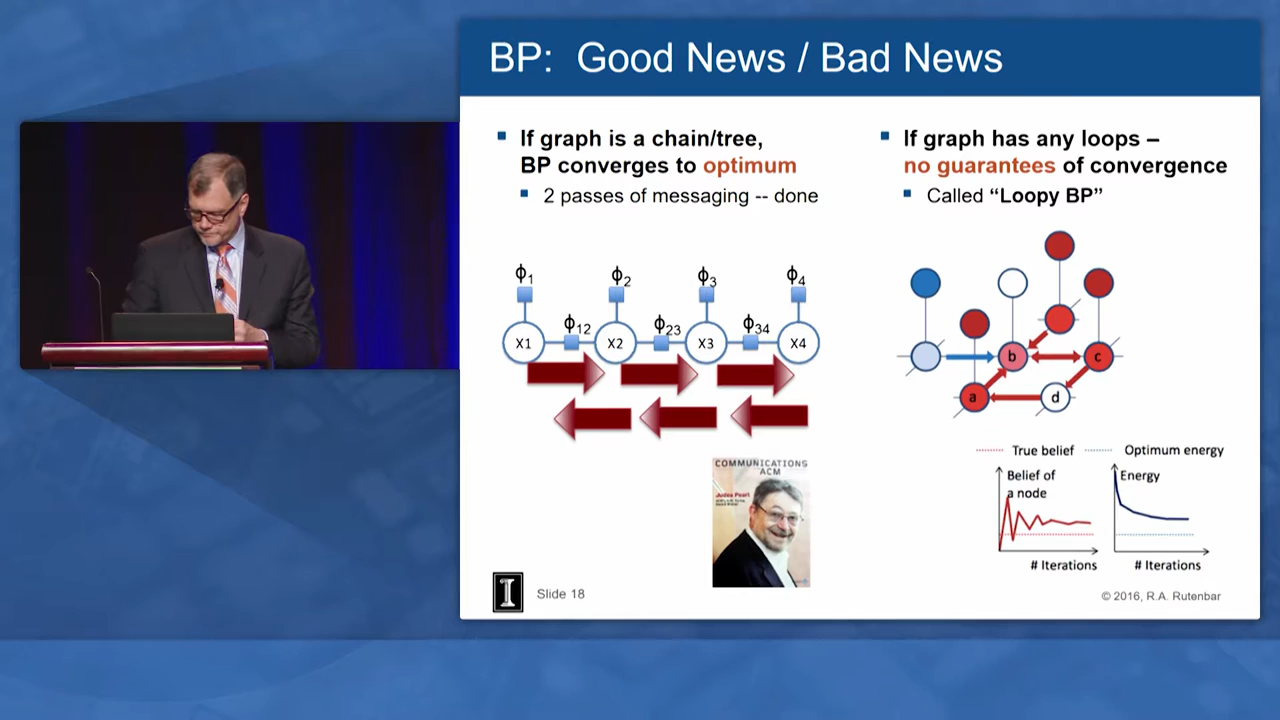 BP: Good News / Bad News
If graph is a chain/tree,
BP converges to optimum
2 passes of messaging -- done
ϕ1 ϕ2 ϕ3 ϕ4
ϕ12 ϕ23 ϕ34
X1 X2 X3 X4
COMMUNICATIONS
ACM
Judea Pearl
If graph has any loops –
no guarantees of convergence
Called “Loopy BP”
b c
a d
True belief Optimum energy
Belief of
a node
Energy
# Iterations # Iterations
I
Slide 18
© 2016, R.A. Rutenbar